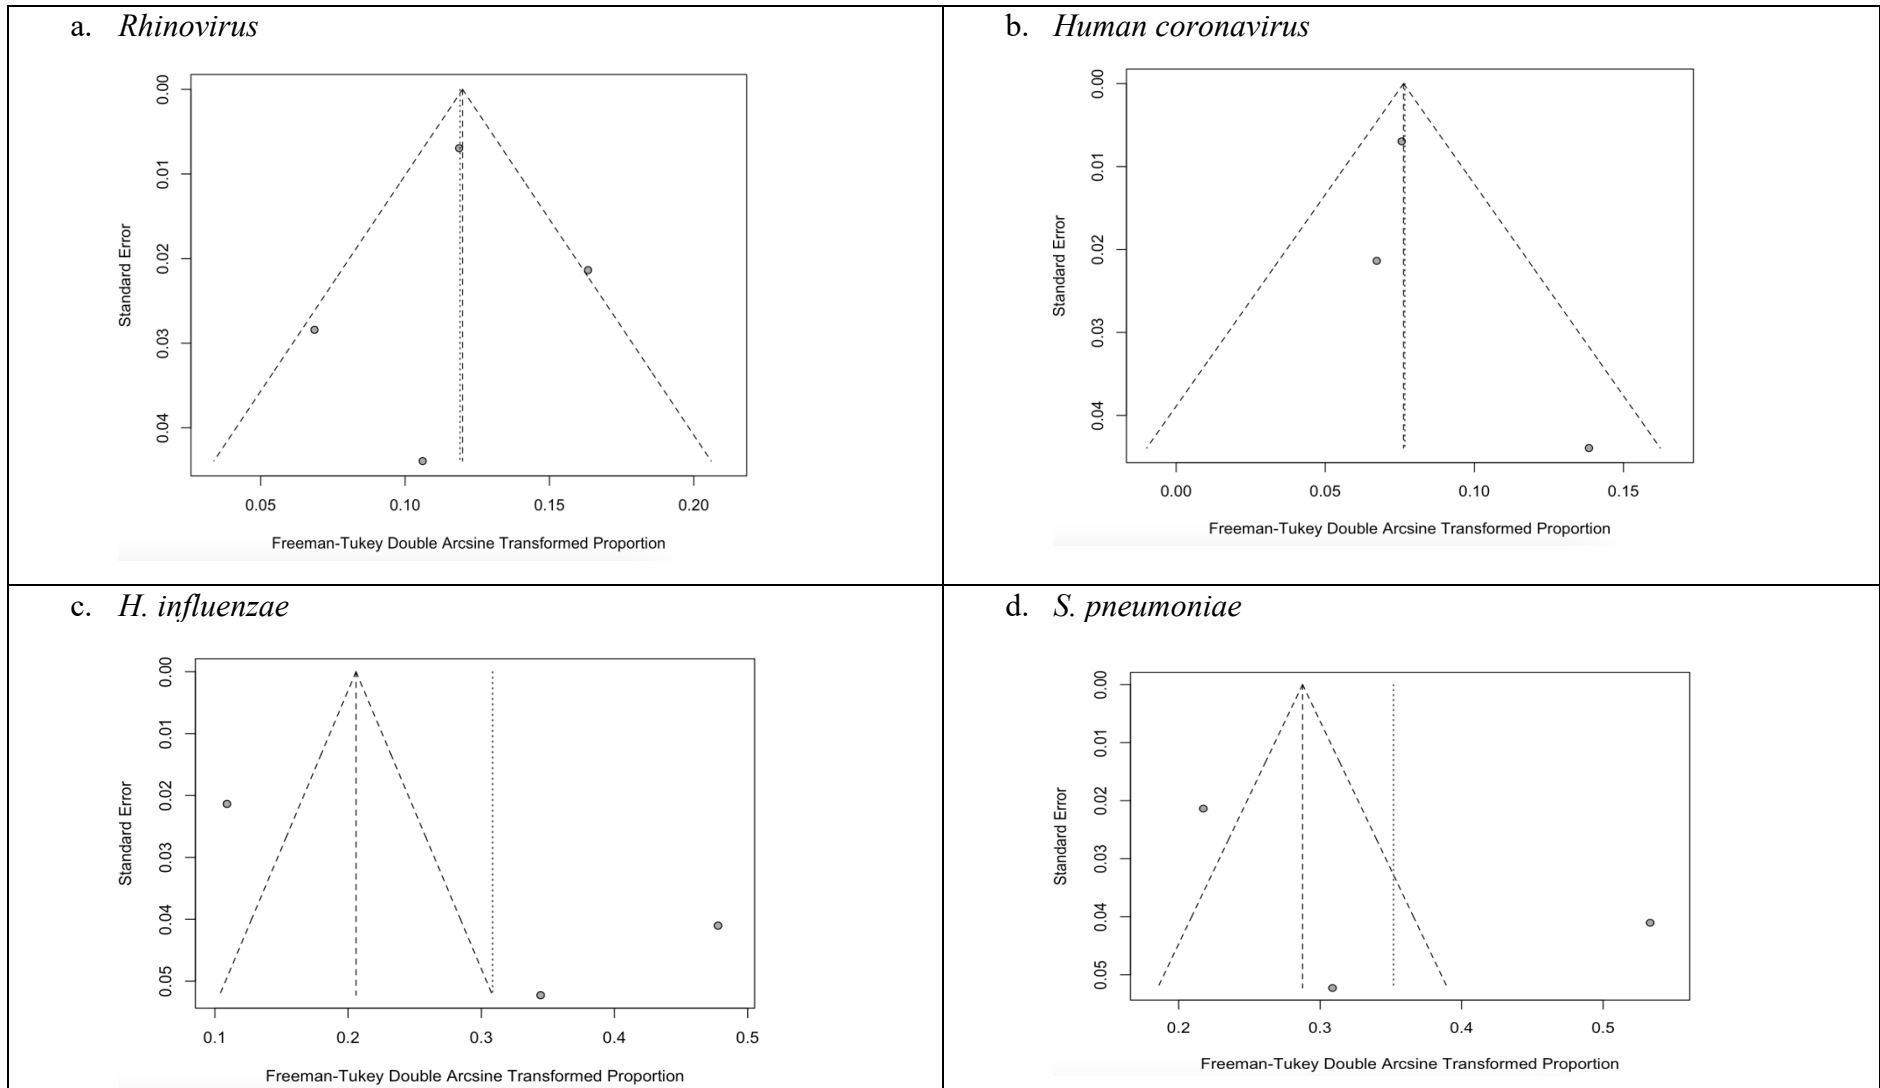 a. Rhinovirus
0.00
0.01
0.02
0.03
0.04
Standard Error
0.05 0.10 0.15 0.20
Freeman-Tukey Double Arcsine Transformed Proportion
b. Human coronavirus
0.00
0.01
0.02
0.03
0.04
Standard Error
0.00 0.05 0.10 0.15
Freeman-Tukey Double Arcsine Transformed Proportion
c. H. influenzae
0.00
0.01
0.02
0.03
0.04
0.05
Standard Error
0.1 0.2 0.3 0.4 0.5
Freeman-Tukey Double Arcsine Transformed Proportion
d. S. pneumoniae
0.00
0.01
0.02
0.03
0.04
0.05
Standard Error
0.2 0.3 0.4 0.5
Freeman-Tukey Double Arcsine Transformed Proportion